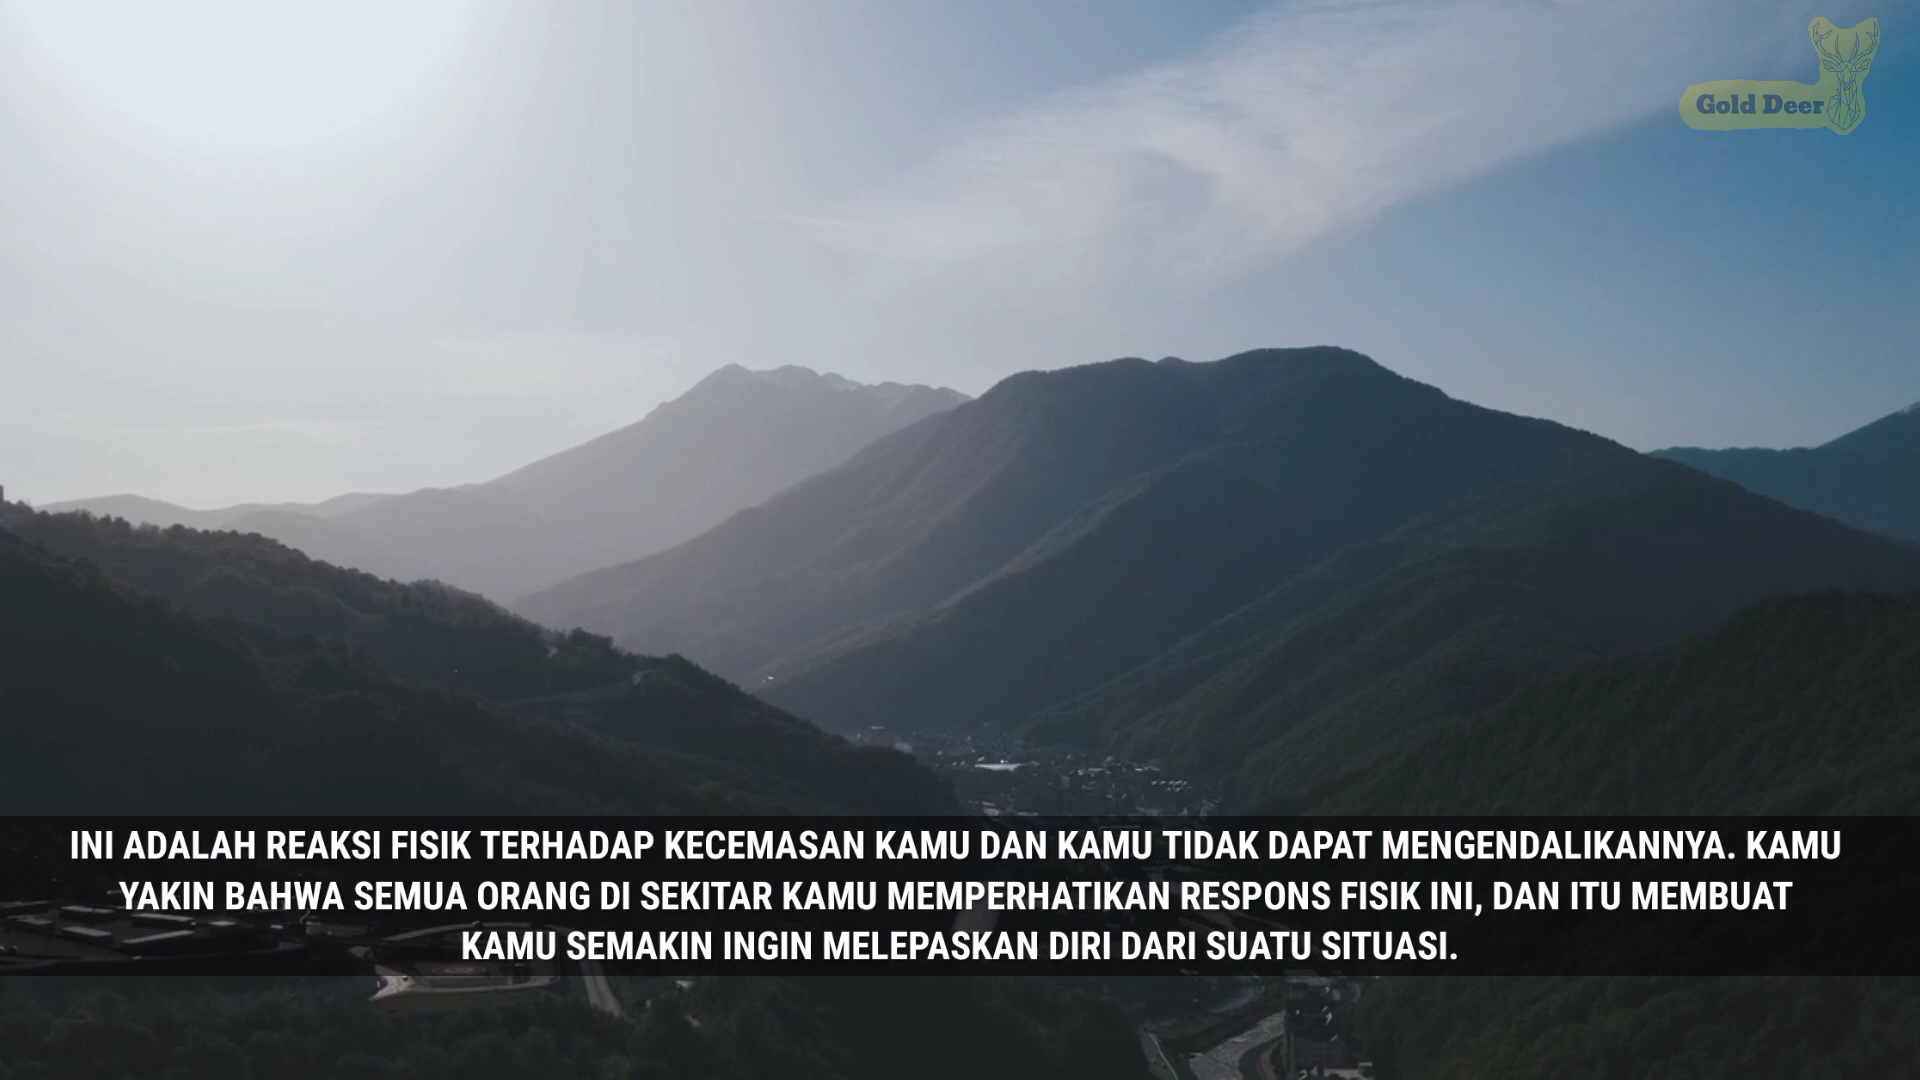 Gold Deer
INI ADALAH REAKSI FISIK TERHADAP KECEMASAN KAMU DAN KAMU TIDAK DAPAT MENGENDALIKANNYA. KAMU
YAKIN BAHWA SEMUA ORANG DI SEKITAR KAMU MEMPERHATIKAN RESPONS FISIK INI, DAN ITU MEMBUAT
KAMU SEMAKIN INGIN MELEPASKAN DIRI DARI SUATU SITUASI.